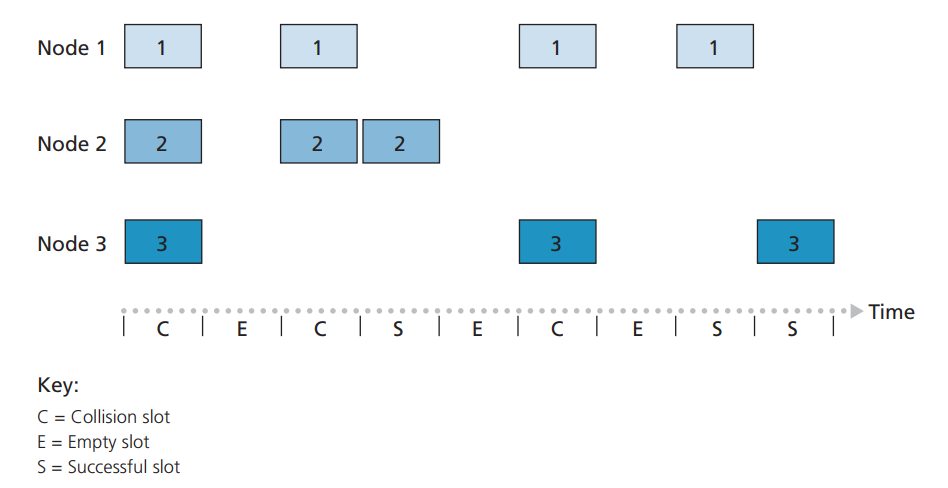 Node 1 1 1 1 1
Node 2 2 2 2
Node 3 3 3 3
Time
C E C S E C E S S
Key:
C = Collision slot
E = Empty slot
S = Successful slot